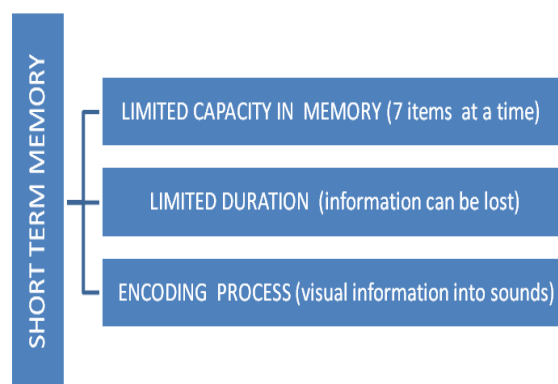 SHORT TERM MEMORY
LIMITED CAPACITY IN MEMORY (7 items at a time)
LIMITED DURATION (information can be lost)
ENCODING PROCESS (visual information into sounds)